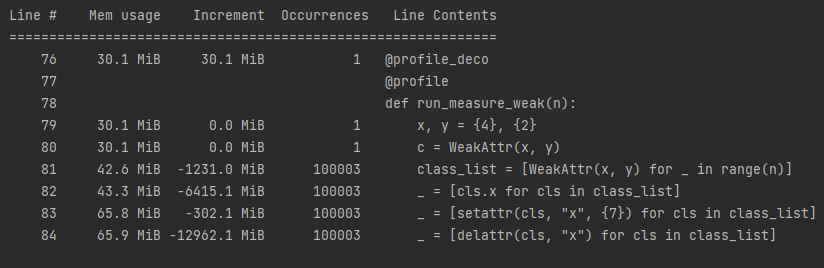 Line #    Mem usage    Increment  Occurrences   Line Contents
=============================================================
    76     30.1 MiB     30.1 MiB           1   @profile_deco
    77                                         @profile
    78                                         def run_measure_weak(n):
    79     30.1 MiB      0.0 MiB           1       x, y = {4}, {2}
    80     30.1 MiB      0.0 MiB           1       c = WeakAttr(x, y)
    81     42.6 MiB  -1231.0 MiB      100003       class_list = [WeakAttr(x, y) for _ in range(n)]
    82     43.3 MiB  -6415.1 MiB      100003       _ = [cls.x for cls in class_list]
    83     65.8 MiB   -302.1 MiB      100003       _ = [setattr(cls, "x", {7}) for cls in class_list]
    84     65.9 MiB -12962.1 MiB      100003       _ = [delattr(cls, "x") for cls in class_list]